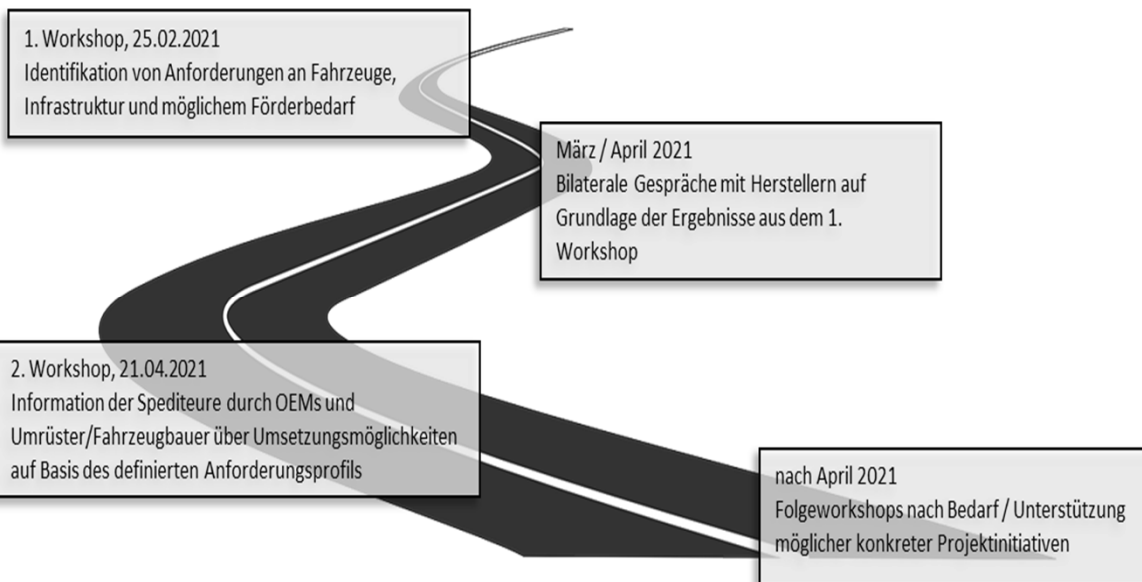 1. Workshop, 25.02.2021
Identifikation von Anforderungen an Fahrzeuge,
Infrastruktur und möglichem Förderbedarf
März / April 2021
Bilaterale Gespräche mit Herstellern auf
Grundlage der Ergebnisse aus dem 1.
Workshop
2. Workshop, 21.04.2021
Information der Spediteure durch OEMs und
Umrüster/Fahrzeugbauer über Umsetzungsmöglichkeiten
auf Basis des definierten Anforderungsprofils
nach April 2021
Folgeworkshops nach Bedarf / Unterstützung
möglicher konkreter Projektinitiativen